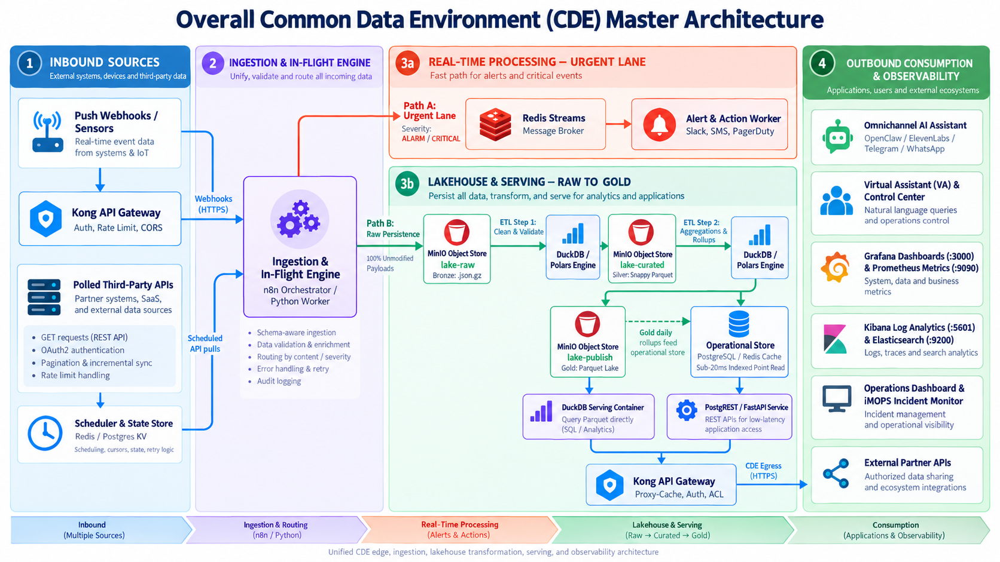 Overall Common Data Environment (CDE) Master Architecture
1
INBOUND SOURCES
External systems, devices and third-party data
Push Webhooks /
Sensors
Real-time event data
from systems & IoT
Kong API Gateway
Auth, Rate Limit, CORS
Polled Third-Party APIs
Partner systems, SaaS,
and external data sources
• GET requests (REST API)
• OAuth2 authentication
• Pagination & incremental sync
• Rate limit handling
Scheduler & State Store
Redis / Postgres KV
Scheduling, cursors, state, retry logic
Webhooks
(HTTPS)
Scheduled
API pulls
2
INGESTION & IN-FLIGHT ENGINE
Unify, validate and route all incoming data
Ingestion &
In-Flight Engine
n8n Orchestrator /
Python Worker
• Schema-aware ingestion
• Data validation & enrichment
• Routing by content / severity
• Error handling & retry
• Audit logging
3a
REAL-TIME PROCESSING — URGENT LANE
Fast path for alerts and critical events
Path A:
Urgent Lane
Severity:
ALARM / CRITICAL
Redis Streams
Message Broker
Alert & Action Worker
Slack, SMS, PagerDuty
3b
LAKEHOUSE & SERVING — RAW TO GOLD
Persist all data, transform, and serve for analytics and applications
Path B:
Raw Persistence
100% Unmodified
Payloads
MinIO Object Store
lake-raw
Bronze: .json.gz
ETL Step 1:
Clean & Validate
DuckDB /
Polars Engine
MinIO Object Store
lake-curated
Silver: Snappy Parquet
ETL Step 2:
Aggregations &
Rollups
DuckDB /
Polars Engine
MinIO Object Store
lake-publish
Gold: Parquet Lake
Gold daily
rollups feed
operational store
Operational Store
PostgreSQL / Redis Cache
Sub-20ms Indexed Point Read
DuckDB Serving Container
Query Parquet directly
(SQL / Analytics)
PostgREST / FastAPI Service
REST APIs for low-latency
application access
Kong API Gateway
Proxy-Cache, Auth, ACL
CDE Egress
(HTTPS)
4
OUTBOUND CONSUMPTION
& OBSERVABILITY
Applications, users and external ecosystems
Omnichannel AI Assistant
OpenClaw / ElevenLabs /
Telegram / WhatsApp
Virtual Assistant (VA) &
Control Center
Natural language queries
and operations control
Grafana Dashboards (:3000)
& Prometheus Metrics (:9090)
System, data and business
metrics
Kibana Log Analytics (:5601)
& Elasticsearch (:9200)
Logs, traces and search analytics
Operations Dashboard &
iMOPS Incident Monitor
Incident management
and operational visibility
External Partner APIs
Authorized data sharing
and ecosystem integrations
Inbound
(Multiple Sources)
Ingestion & Routing
(n8n / Python)
Real-Time Processing
(Alerts & Actions)
Lakehouse & Serving
(Raw → Curated → Gold)
Consumption
(Applications & Observability)
Unified CDE edge, ingestion, lakehouse transformation, serving, and observability architecture